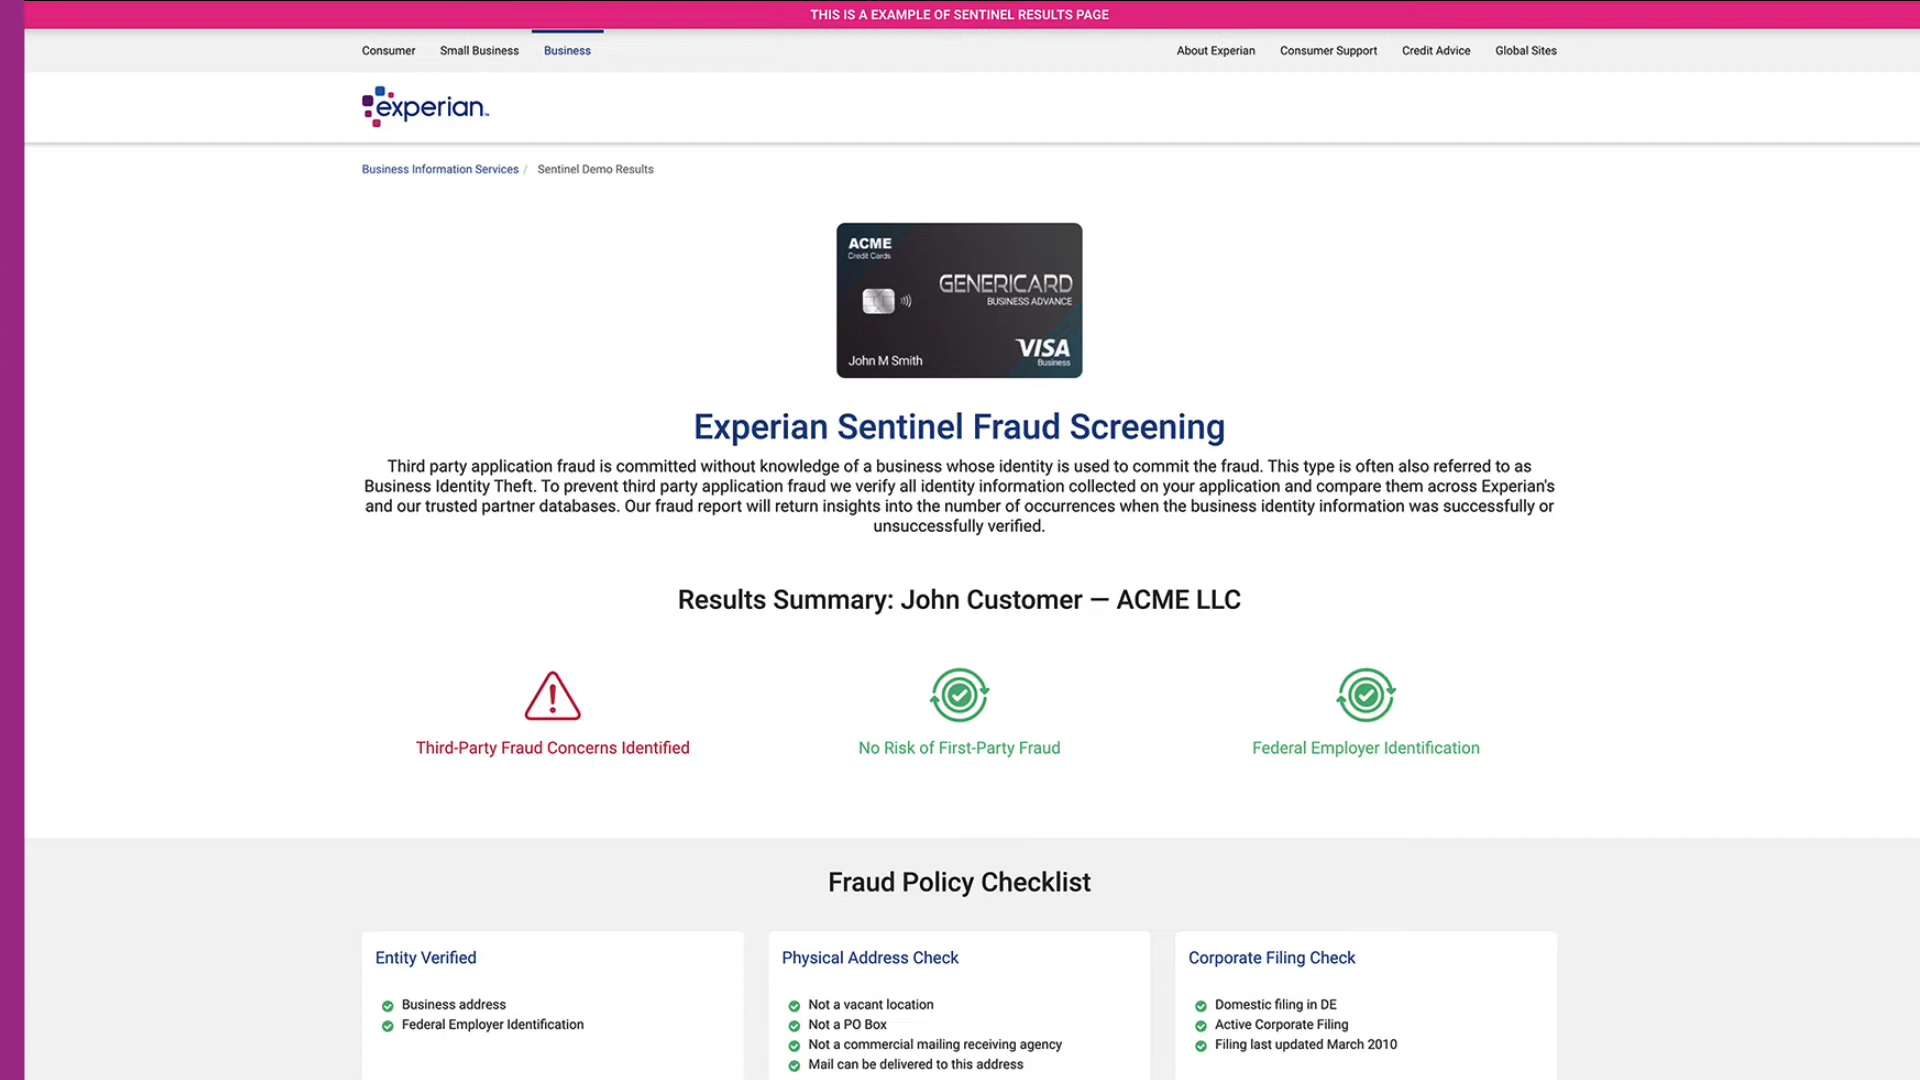 THIS IS A EXAMPLE OF SENTINEL RESULTS PAGE
Consumer Small Business Business About Experian Consumer Support Credit Advice Global Sites
experian™
Business Information Services / Sentinel Demo Results
ACME
Credit Cards
GENERICARD
BUSINESS ADVANCE
VISA
Business
John M Smith
Experian Sentinel Fraud Screening
Third party application fraud is committed without knowledge of a business whose identity is used to commit the fraud. This type is often also referred to as
Business Identity Theft. To prevent third party application fraud we verify all identity information collected on your application and compare them across Experian's
and our trusted partner databases. Our fraud report will return insights into the number of occurrences when the business identity information was successfully or
unsuccessfully verified.
Results Summary: John Customer — ACME LLC
Third-Party Fraud Concerns Identified
No Risk of First-Party Fraud
Federal Employer Identification
Fraud Policy Checklist
Entity Verified
Business address
Federal Employer Identification
Physical Address Check
Not a vacant location
Not a PO Box
Not a commercial mailing receiving agency
Mail can be delivered to this address
Corporate Filing Check
Domestic filing in DE
Active Corporate Filing
Filing last updated March 2010